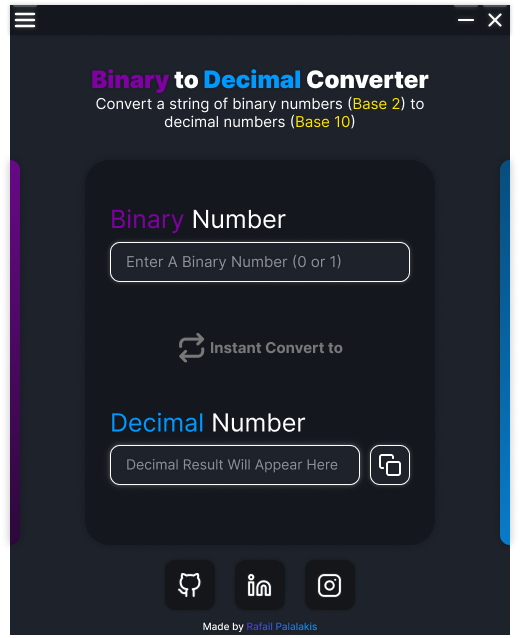 Binary to Decimal Converter
Convert a string of binary numbers (Base 2) to
decimal numbers (Base 10)
Binary Number
Enter A Binary Number (0 or 1)
Instant Convert to
Decimal Number
Decimal Result Will Appear Here
Made by Rafail Palalakis